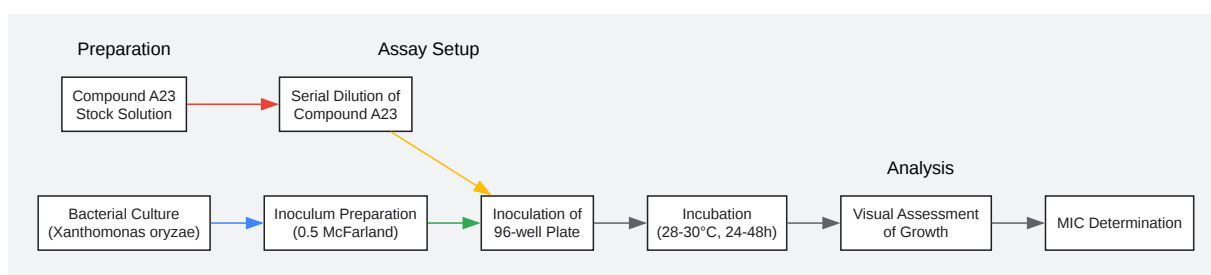 Preparation
Assay Setup
Compound A23
Stock Solution
Serial Dilution of
Compound A23
Analysis
Bacterial Culture
(Xanthomonas oryzae)
Inoculum Preparation
(0.5 McFarland)
Inoculation of
96-well Plate
Incubation
(28-30°C, 24-48h)
Visual Assessment
of Growth
MIC Determination